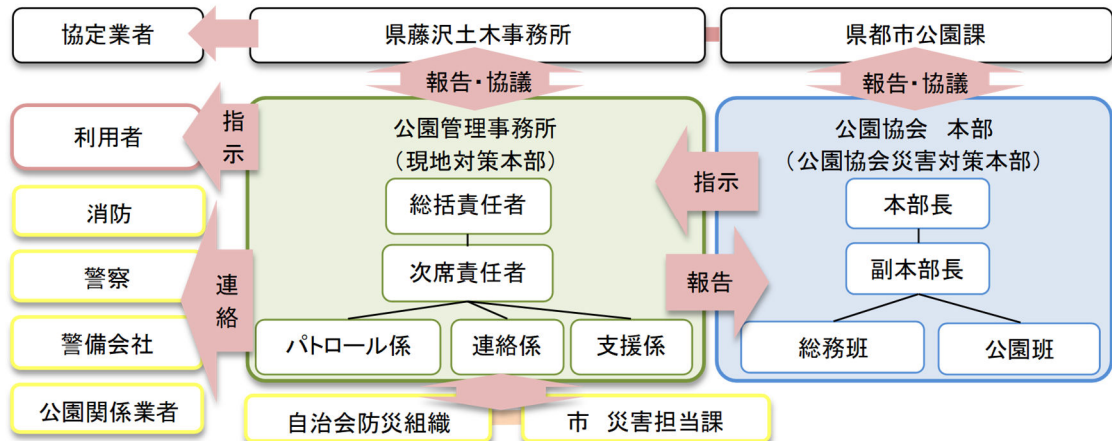 協定業者
県藤沢土木事務所
県都市公園課
報告・協議
報告・協議
利用者
指示
公園管理事務所
（現地対策本部）
公園協会 本部
（公園協会災害対策本部）
総括責任者
指示
本部長
消防
次席責任者
報告
副本部長
警察
連絡
警備会社
パトロール係
連絡係
支援係
総務班
公園班
公園関係業者
自治会防災組織
市 災害担当課